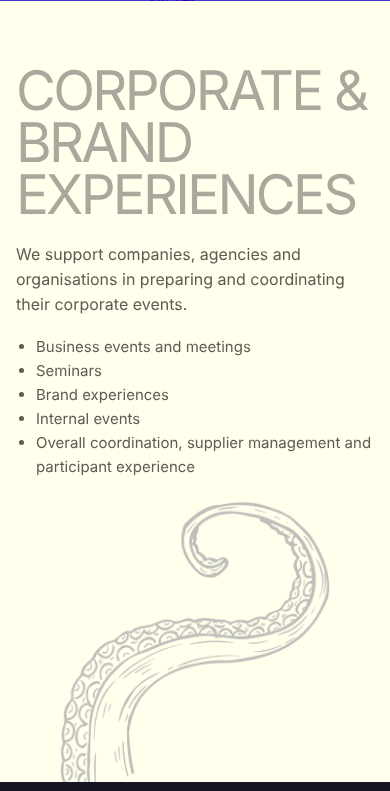 CORPORATE &
BRAND
EXPERIENCES
We support companies, agencies and
organisations in preparing and coordinating
their corporate events.
• Business events and meetings
• Seminars
• Brand experiences
• Internal events
• Overall coordination, supplier management and
participant experience